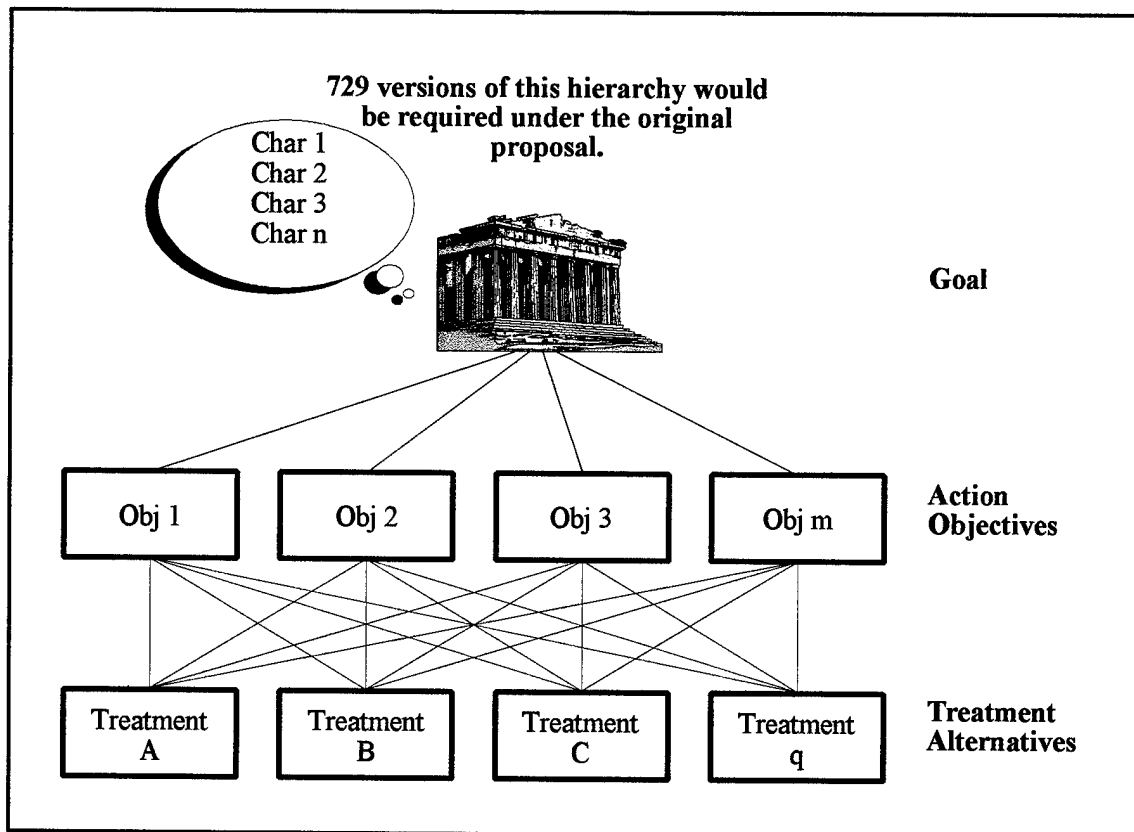 729 versions of this hierarchy would
be required under the original
proposal.
Char 1
Char 2
Char 3
Char n
Goal
Obj 1
Obj 2
Obj 3
Obj m
Action
Objectives
Treatment
A
Treatment
B
Treatment
C
Treatment
q
Treatment
Alternatives